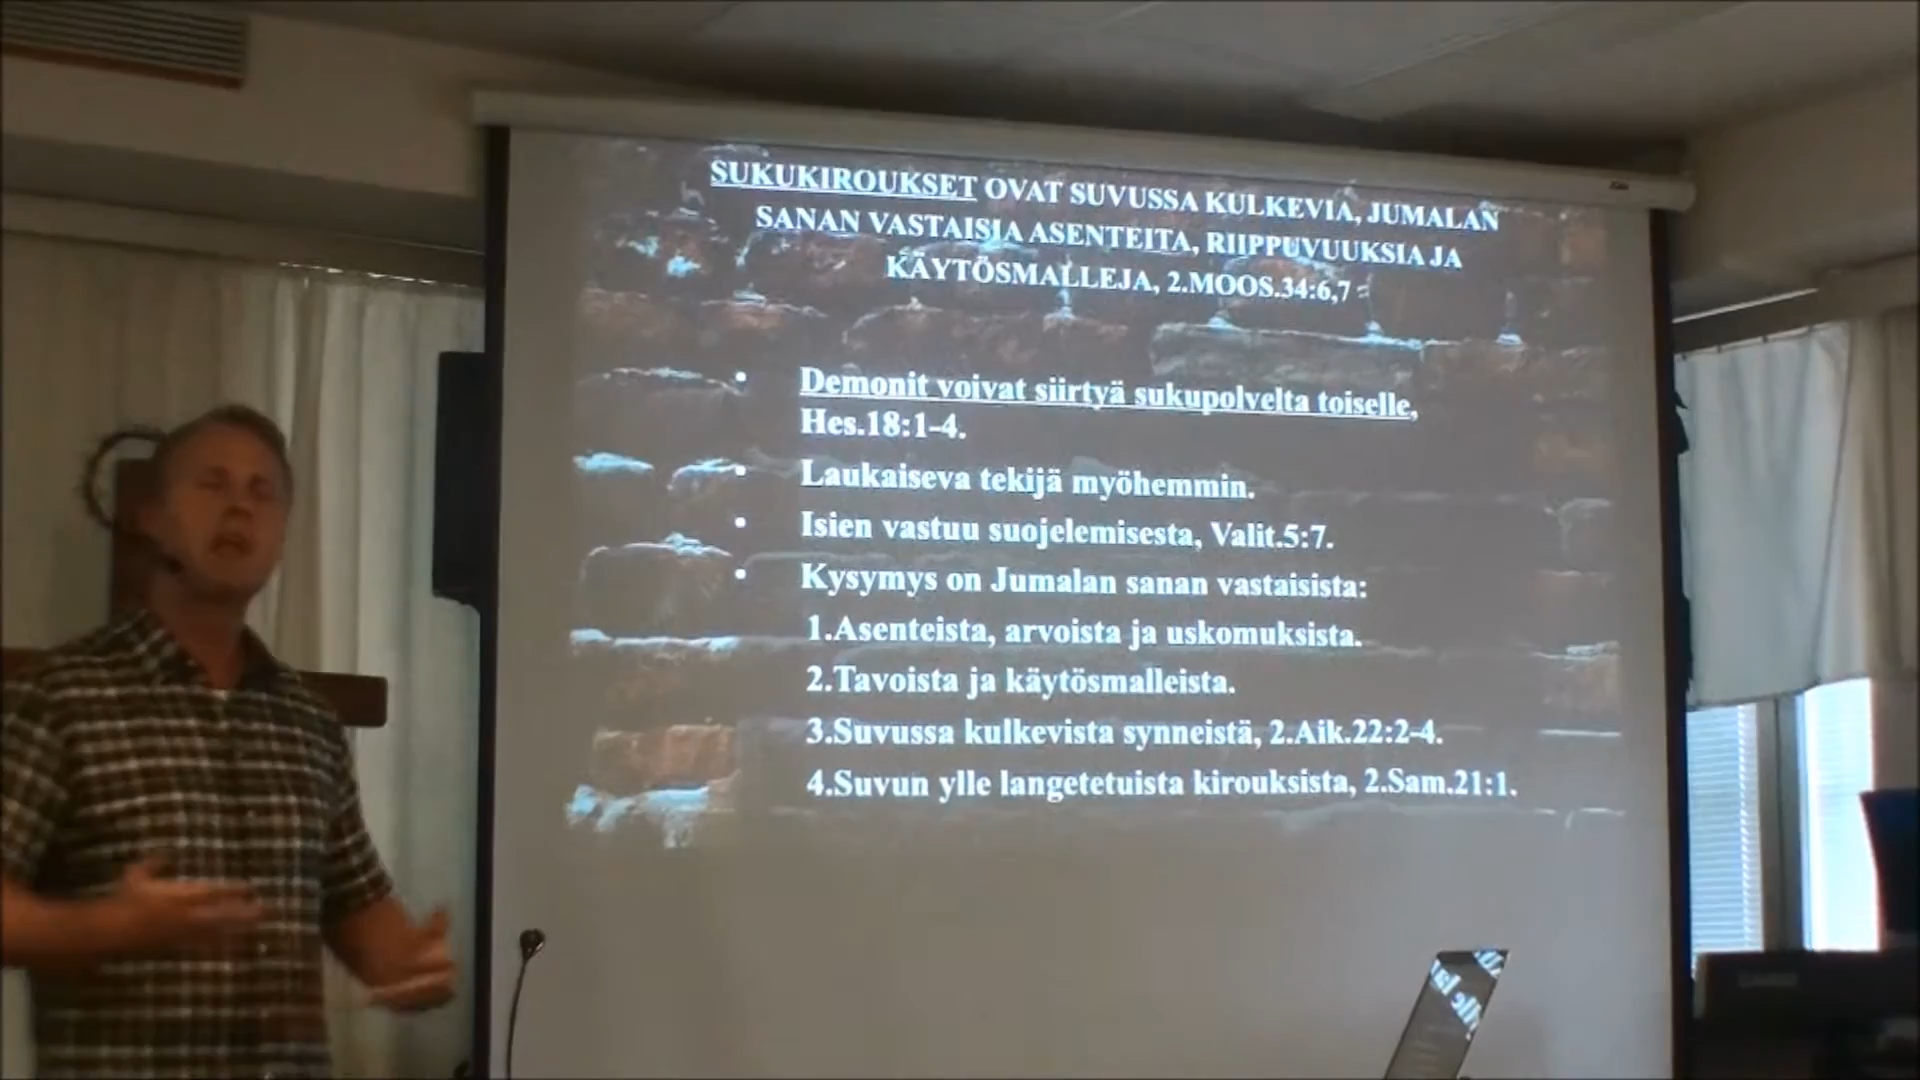 SUKUKIROUKSET OVAT SUVUSSA KULKEVIA, JUMALAN
SANAN VASTAISIA ASENTEITA, RIIPPUVUUKSIA JA
KÄYTÖSMALLEJA, 2.MOOS.34:6,7
• Demonit voivat siirtyä sukupolvelta toiselle,
Hes.18:1-4.
• Laukaiseva tekijä myöhemmin.
• Isien vastuu suojelemisesta, Valit.5:7.
• Kysymys on Jumalan sanan vastaisista:
1.Asenteista, arvoista ja uskomuksista.
2.Tavoista ja käytösmalleista.
3.Suvussa kulkevista synneistä, 2.Aik.22:2-4.
4.Suvun ylle langetetuista kirouksista, 2.Sam.21:1.